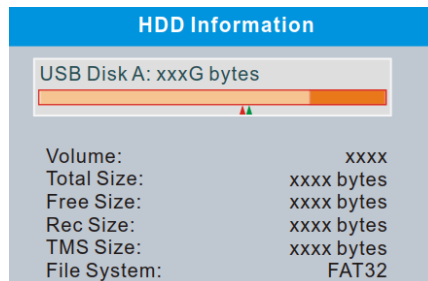 HDD Information
USB Disk A: xxxG bytes
Volume: xxxx
Total Size: xxxx bytes
Free Size: xxxx bytes
Rec Size: xxxx bytes
TMS Size: xxxx bytes
File System: FAT32